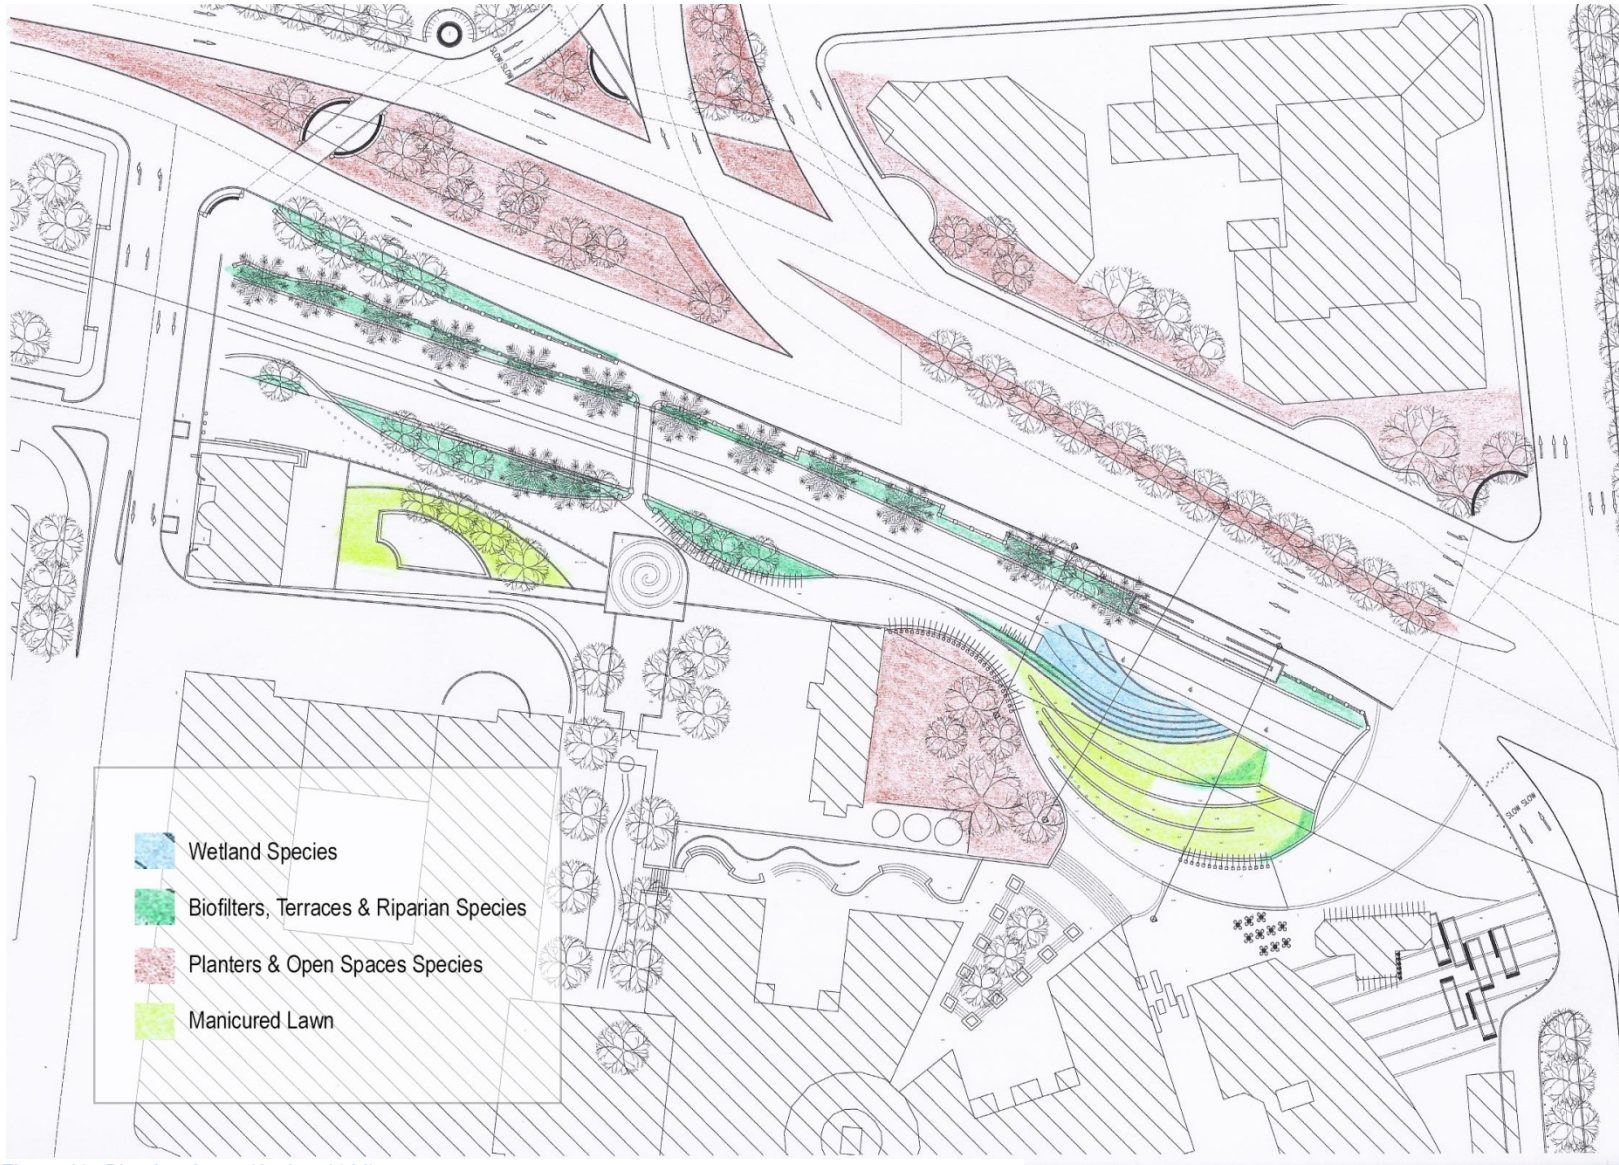 SLOW SLOW
SLOW SLOW
Wetland Species
Biofilters, Terraces & Riparian Species
Planters & Open Spaces Species
Manicured Lawn